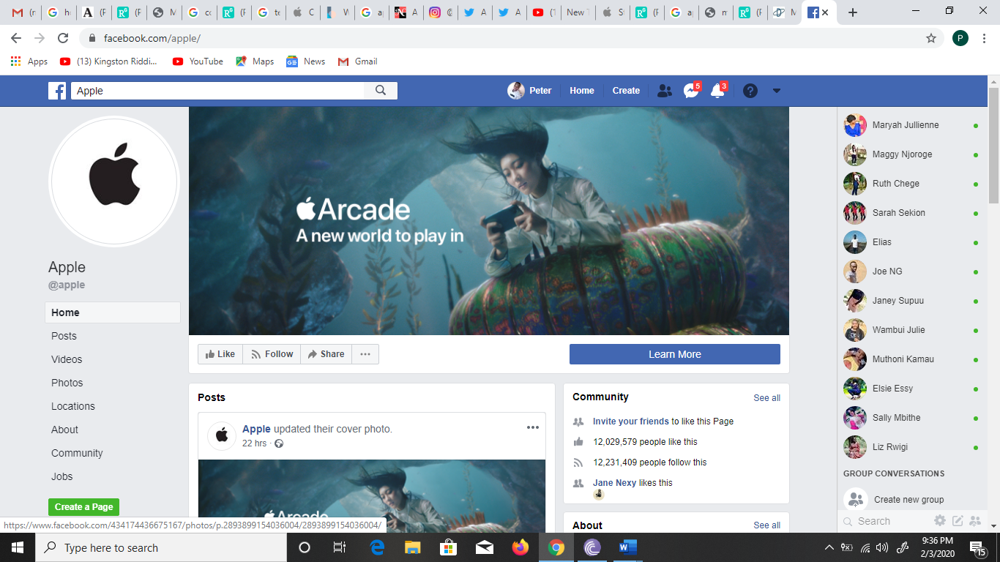 (n
h
(F
(F
M
co
(F
te
C
W
a
A
@
A
A
(1
New T
S
(F
a
m
(F
M
facebook.com/apple/
P
Apps
(13) Kingston Riddi...
YouTube
Maps
News
Gmail
Apple
Peter
Home
Create
5
3
Arcade
A new world to play in
Apple
@apple
Home
Posts
Videos
Photos
Locations
About
Community
Jobs
Create a Page
Like
Follow
Share
Learn More
Posts
Apple updated their cover photo.
22 hrs ·
Arcade
Community
See all
Invite your friends to like this Page
12,029,579 people like this
12,231,409 people follow this
Jane Nexy likes this
About
See all
Maryah Jullienne
Maggy Njoroge
Ruth Chege
Sarah Sekion
Elias
Joe NG
Janey Supuu
Wambui Julie
Muthoni Kamau
Elsie Essy
Sally Mbithe
Liz Rwigi
GROUP CONVERSATIONS
Create new group
Search
https://www.facebook.com/434174436675167/photos/p.2893899154036004/2893899154036004/
Type here to search
9:36 PM
2/3/2020
15